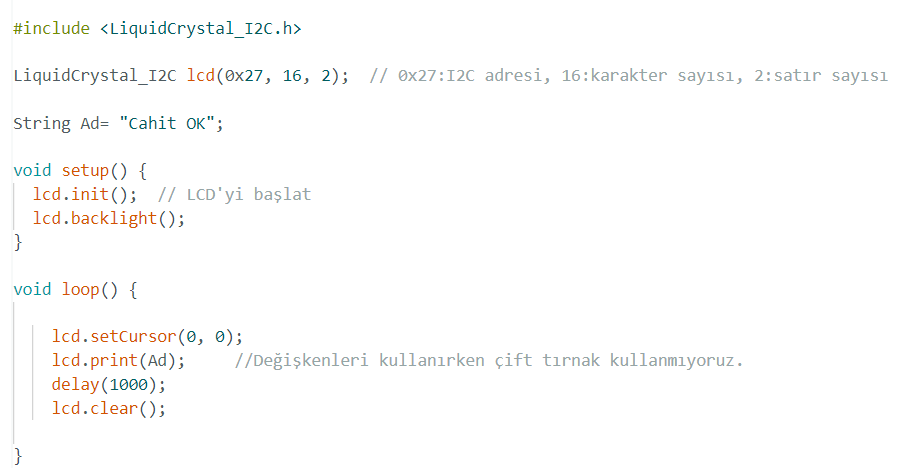 #include <LiquidCrystal_I2C.h>
LiquidCrystal_I2C lcd(0x27, 16, 2);  // 0x27:I2C adresi, 16:karakter sayısı, 2:satır sayısı
String Ad= "Cahit OK";
void setup() {
  lcd.init();  // LCD'yi başlat
  lcd.backlight();
}
void loop() {
    lcd.setCursor(0, 0);
    lcd.print(Ad);     //Değişkenleri kullanırken çift tırnak kullanmıyoruz.
    delay(1000);
    lcd.clear();
}